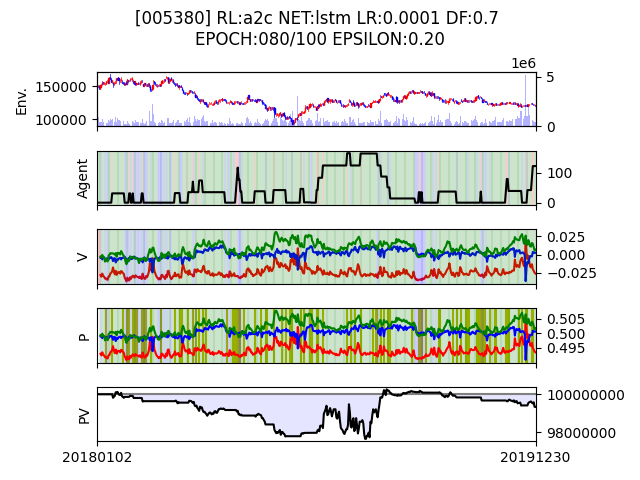 [005380] RL:a2c NET:lstm LR:0.0001 DF:0.7
EPOCH:080/100 EPSILON:0.20
1e6
Env.
150000
100000
5
0
Agent
100
0
V
0.025
0.000
−0.025
P
0.505
0.500
0.495
PV
100000000
98000000
20180102
20191230